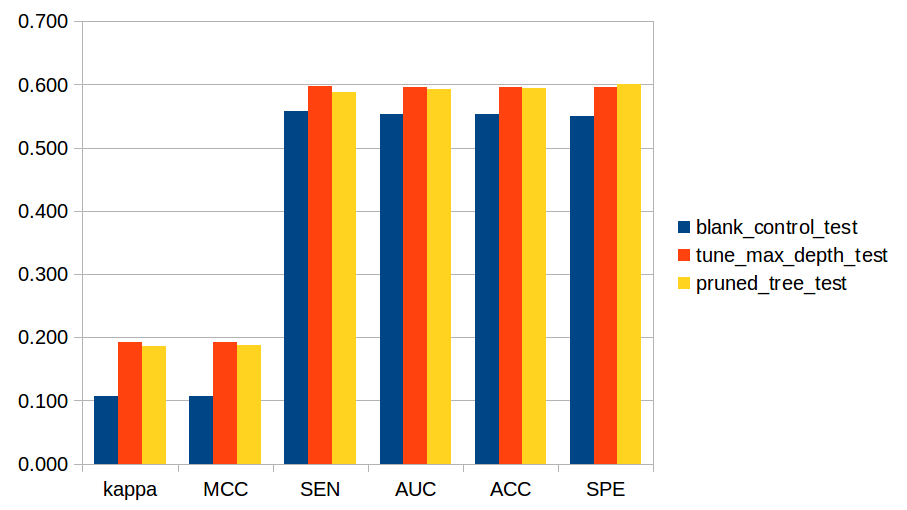 0.700
0.600
0.500
0.400
0.300
0.200
0.100
0.000
kappa MCC SEN AUC ACC SPE
blank_control_test
tune_max_depth_test
pruned_tree_test